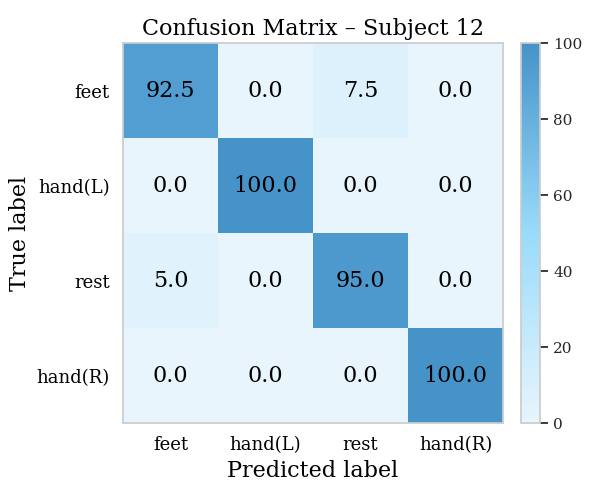 Confusion Matrix – Subject 12
True label
feet 92.5 0.0 7.5 0.0
hand(L) 0.0 100.0 0.0 0.0
rest 5.0 0.0 95.0 0.0
hand(R) 0.0 0.0 0.0 100.0
feet hand(L) rest hand(R)
Predicted label
100
80
60
40
20
0